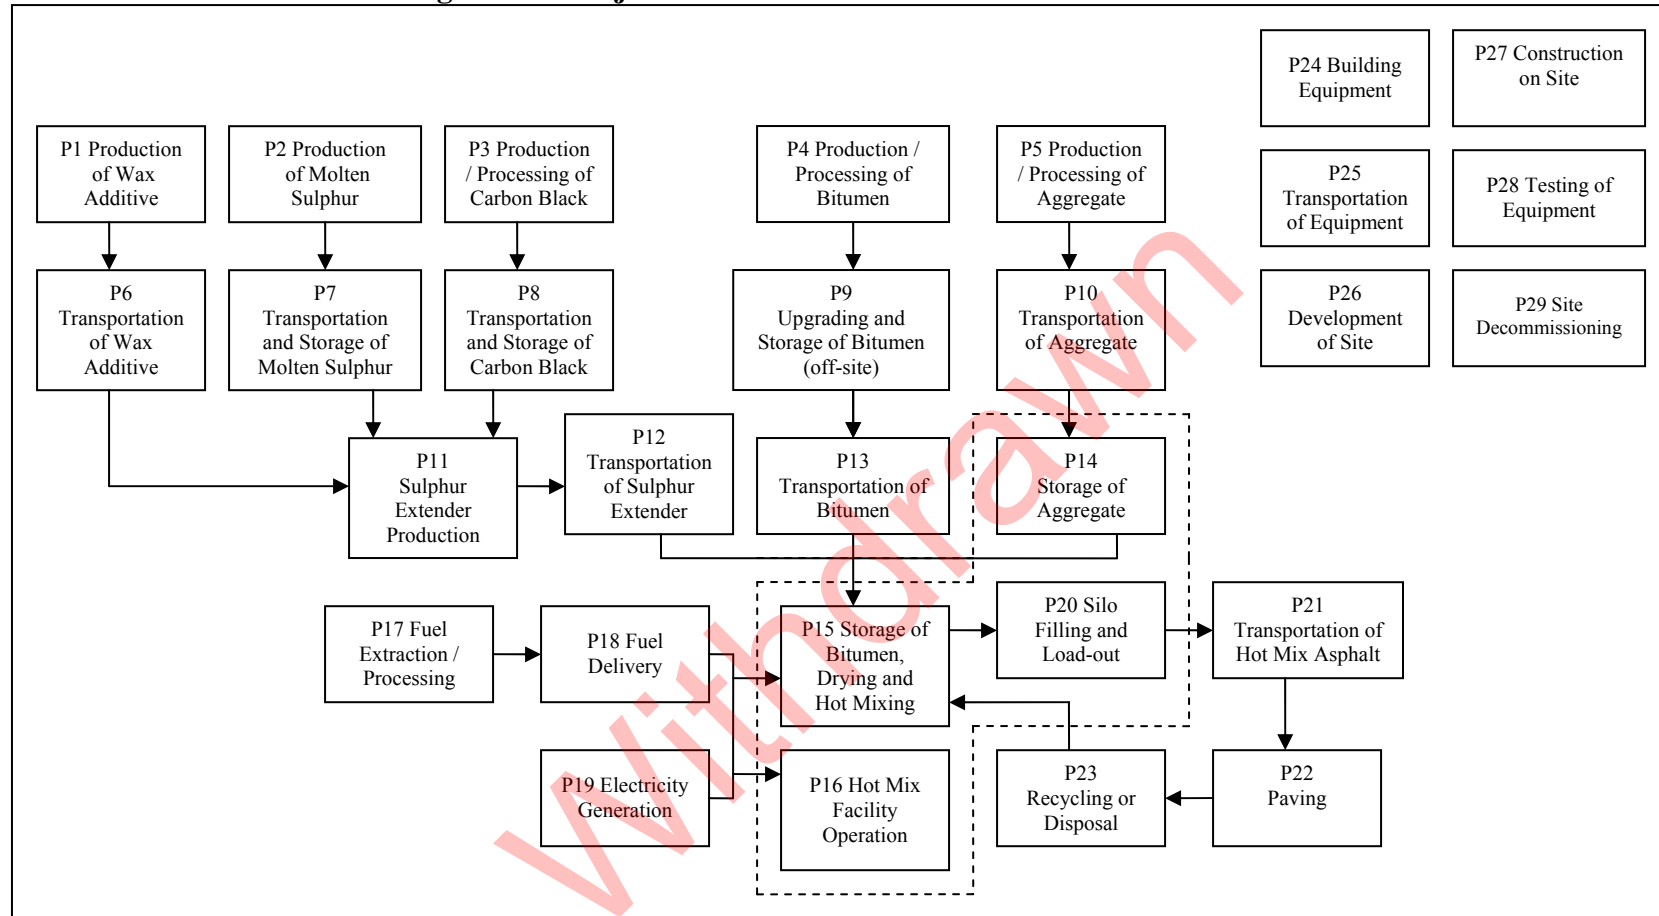 P24 Building
Equipment
P27 Construction
on Site
P1 Production
of Wax
Additive
P2 Production
of Molten
Sulphur
P3 Production
/ Processing of
Carbon Black
P4 Production /
Processing of
Bitumen
P5 Production
/ Processing of
Aggregate
P25
Transportation
of Equipment
P28 Testing of
Equipment
P6
Transportation
of Wax
Additive
P7
Transportation
and Storage of
Molten Sulphur
P8
Transportation
and Storage of
Carbon Black
P9
Upgrading and
Storage of Bitumen
(off-site)
P10
Transportation
of Aggregate
P26
Development
of Site
P29 Site
Decommissioning
P11
Sulphur
Extender
Production
P12
Transportation
of Sulphur
Extender
P13
Transportation of
Bitumen
P14
Storage of
Aggregate
P17 Fuel
Extraction /
Processing
P18 Fuel
Delivery
P15 Storage of
Bitumen,
Drying and
Hot Mixing
P20 Silo
Filling and
Load-out
P21
Transportation of
Hot Mix Asphalt
P19 Electricity
Generation
P16 Hot Mix
Facility
Operation
P23
Recycling or
Disposal
P22
Paving
Withdrawn